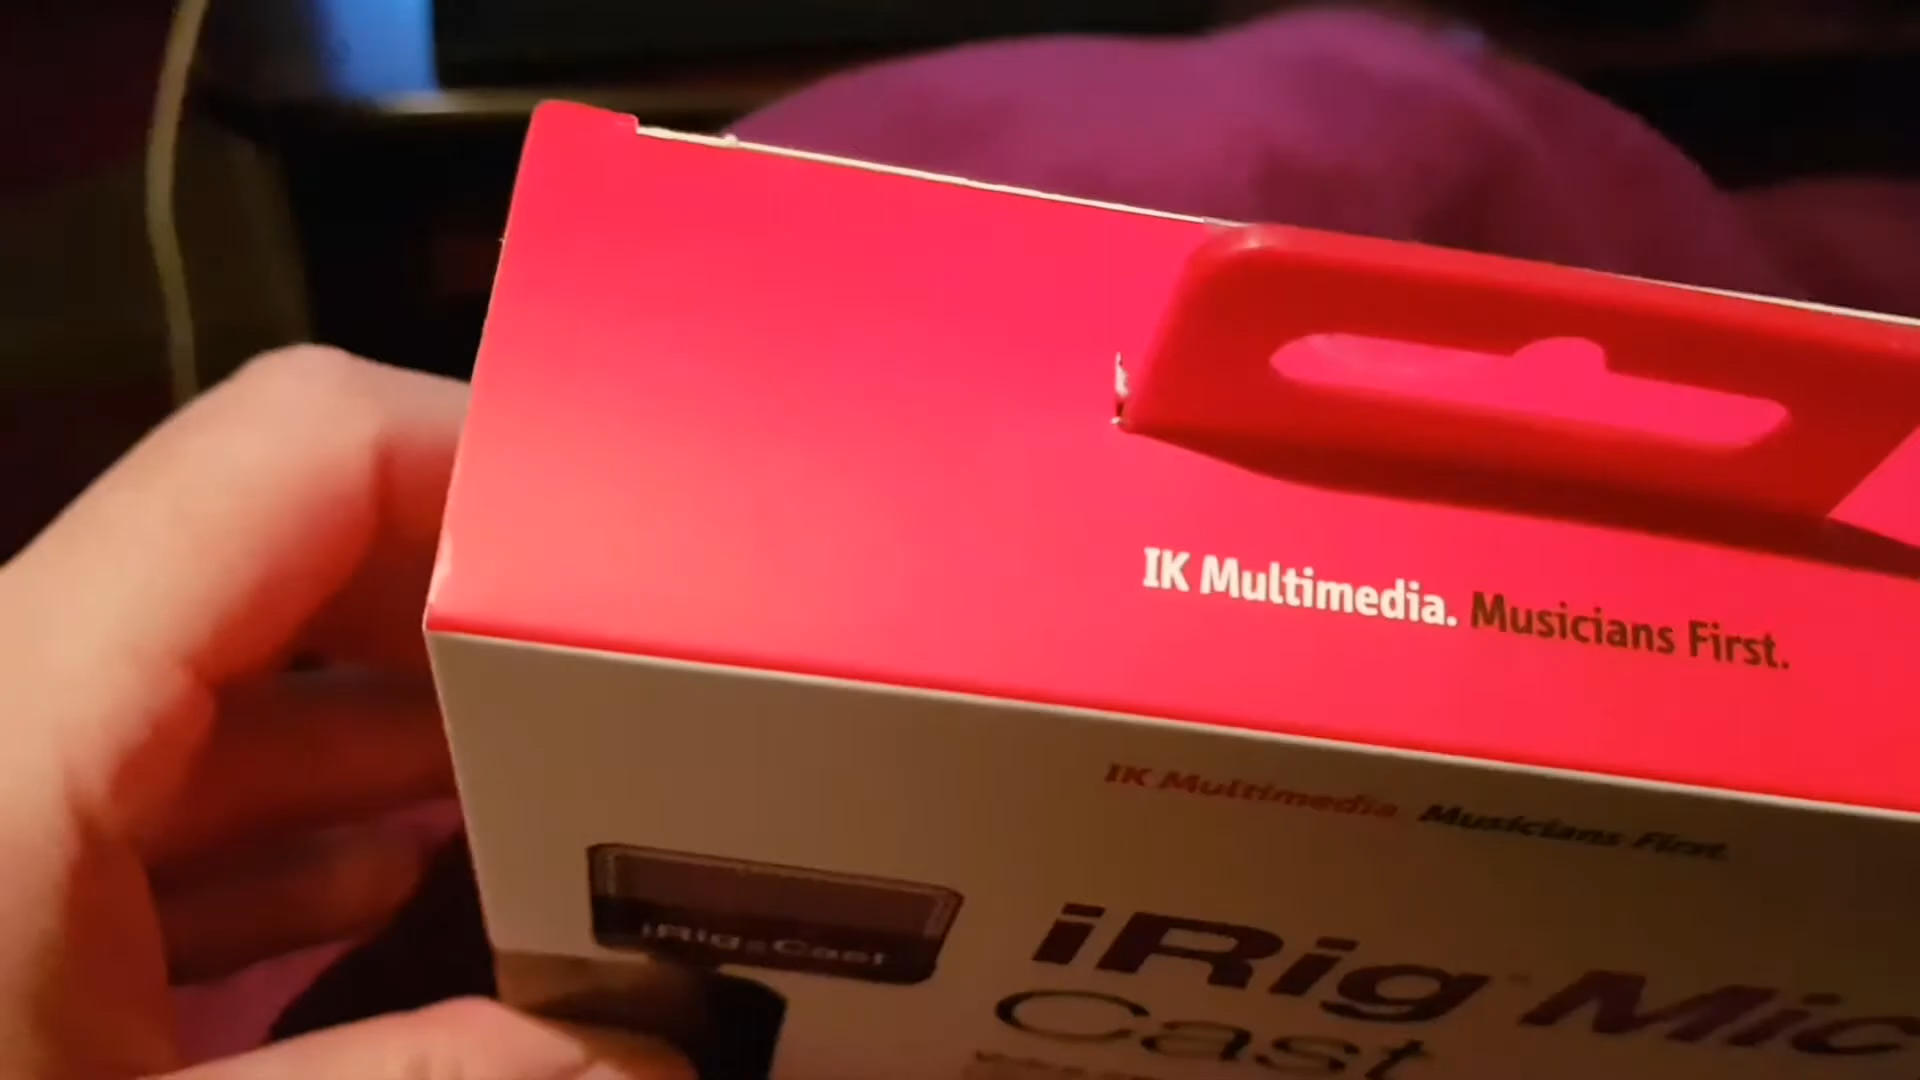 IK Multimedia. Musicians First.
IK Multimedia. Musicians First.
iRig Cast
iRig Mic
Cast